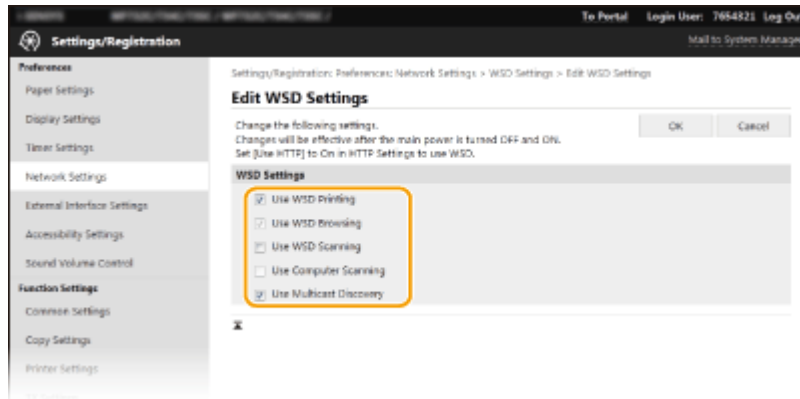 To Portal Login User: 7654321 Log Ou
Settings/Registration
Mail to System Manage
Preferences
Paper Settings
Display Settings
Timer Settings
Network Settings
External Interface Settings
Accessibility Settings
Sound Volume Control
Function Settings
Common Settings
Copy Settings
Printer Settings
Settings/Registration: Preferences: Network Settings > WSD Settings > Edit WSD Settings
Edit WSD Settings
Change the following settings.
Changes will be effective after the main power is turned OFF and ON.
Set [Use HTTP] to On in HTTP Settings to use WSD.
OK Cancel
WSD Settings
Use WSD Printing
Use WSD Browsing
Use WSD Scanning
Use Computer Scanning
Use Multicast Discovery